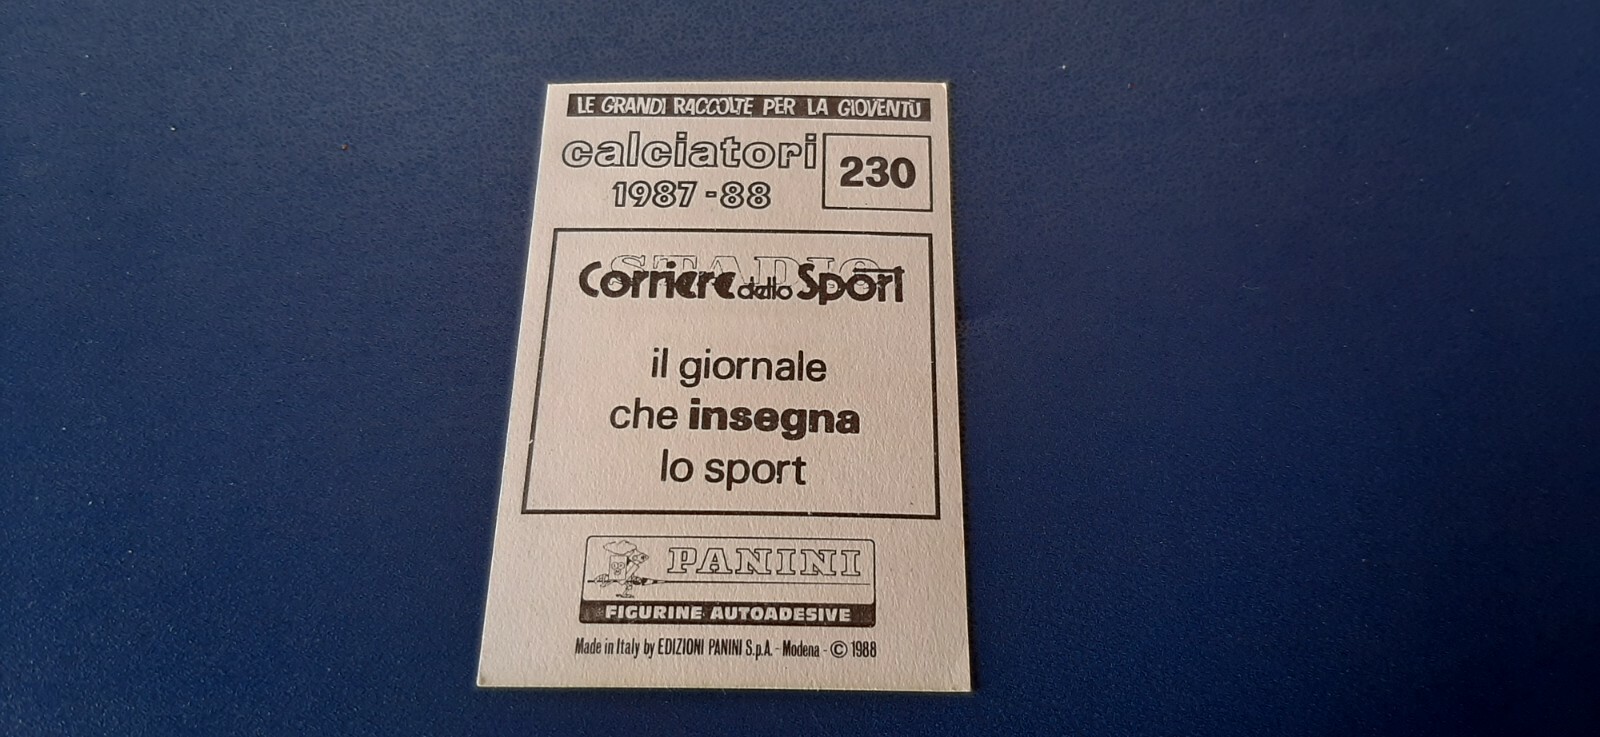 LE GRANDI RACCOLTE PER LA GIOVENTÙ
calciatori
1987-88
230
STADIO
Corriere dello Sport
il giornale
che insegna
lo sport
PANINI
FIGURINE AUTOADESIVE
Made in Italy by EDIZIONI PANINI S.p.A. - Modena - © 1988